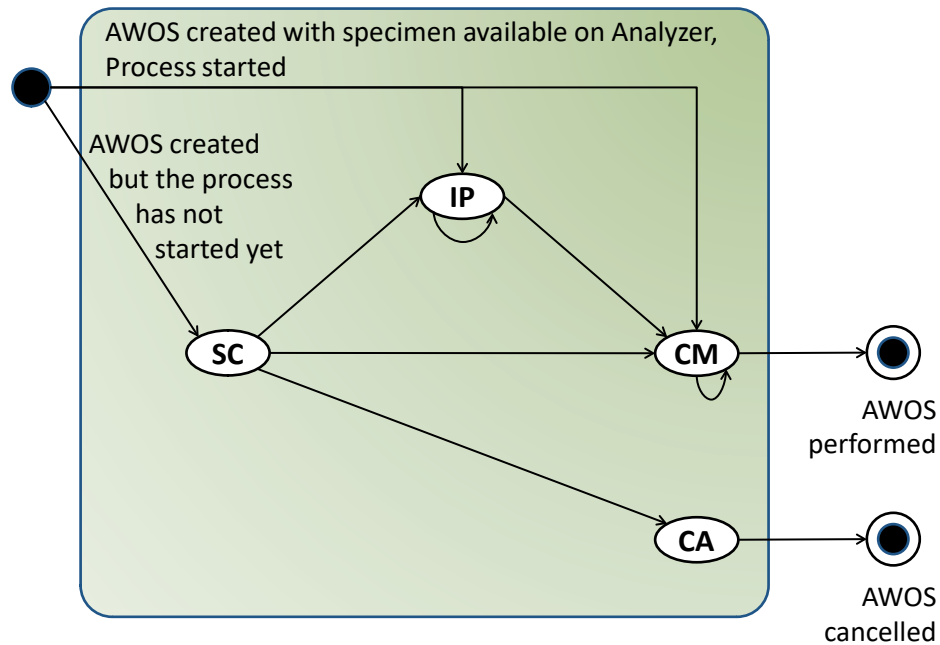 AWOS created with specimen available on Analyzer,
Process started
AWOS created
but the process
has not
started yet
IP
SC
CM
AWOS
performed
CA
AWOS
cancelled